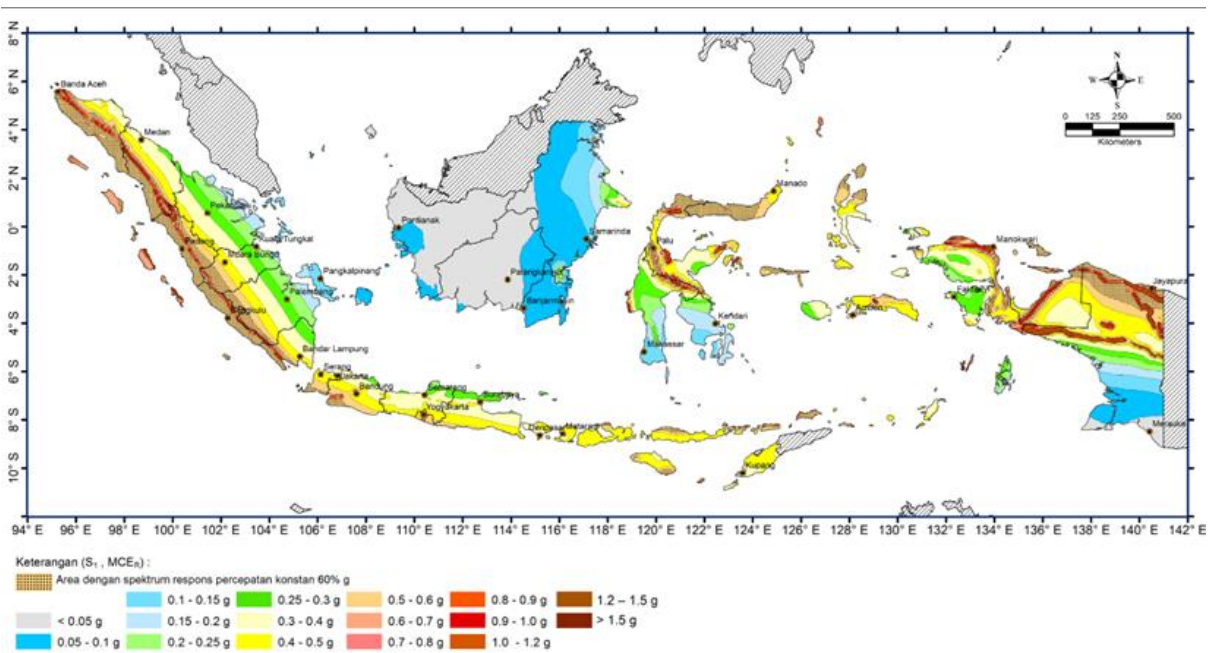 8° N
6° N
4° N
2° N
0°
2° S
4° S
6° S
8° S
10° S
Banda Aceh
Medan
Padang
Kuala Tungkal
Muara Bungo
Pangkalpinang
Palembang
Bengkulu
Bandar Lampung
Serang
Jakarta
Bandung
Semarang
Surabaya
Yogyakarta
Denpasar
Mataram
Kupang
Pontianak
Samarinda
Banjarmasin
Palu
Manado
Makassar
Kendari
Ambon
Manokwari
Jayapura
Merauke
N
W E
S
0 125 250 500
Kilometers
94° E 96° E 98° E 100° E 102° E 104° E 106° E 108° E 110° E 112° E 114° E 116° E 118° E 120° E 122° E 124° E 126° E 128° E 130° E 132° E 134° E 136° E 138° E 140° E 142° E
Keterangan (S₁ , MCEᵣ) :
Area dengan spektrum respons percepatan konstan 60% g
0.1 - 0.15 g 0.25 - 0.3 g 0.5 - 0.6 g 0.8 - 0.9 g 1.2 – 1.5 g
< 0.05 g 0.15 - 0.2 g 0.3 - 0.4 g 0.6 - 0.7 g 0.9 - 1.0 g > 1.5 g
0.05 - 0.1 g 0.2 - 0.25 g 0.4 - 0.5 g 0.7 - 0.8 g 1.0 - 1.2 g